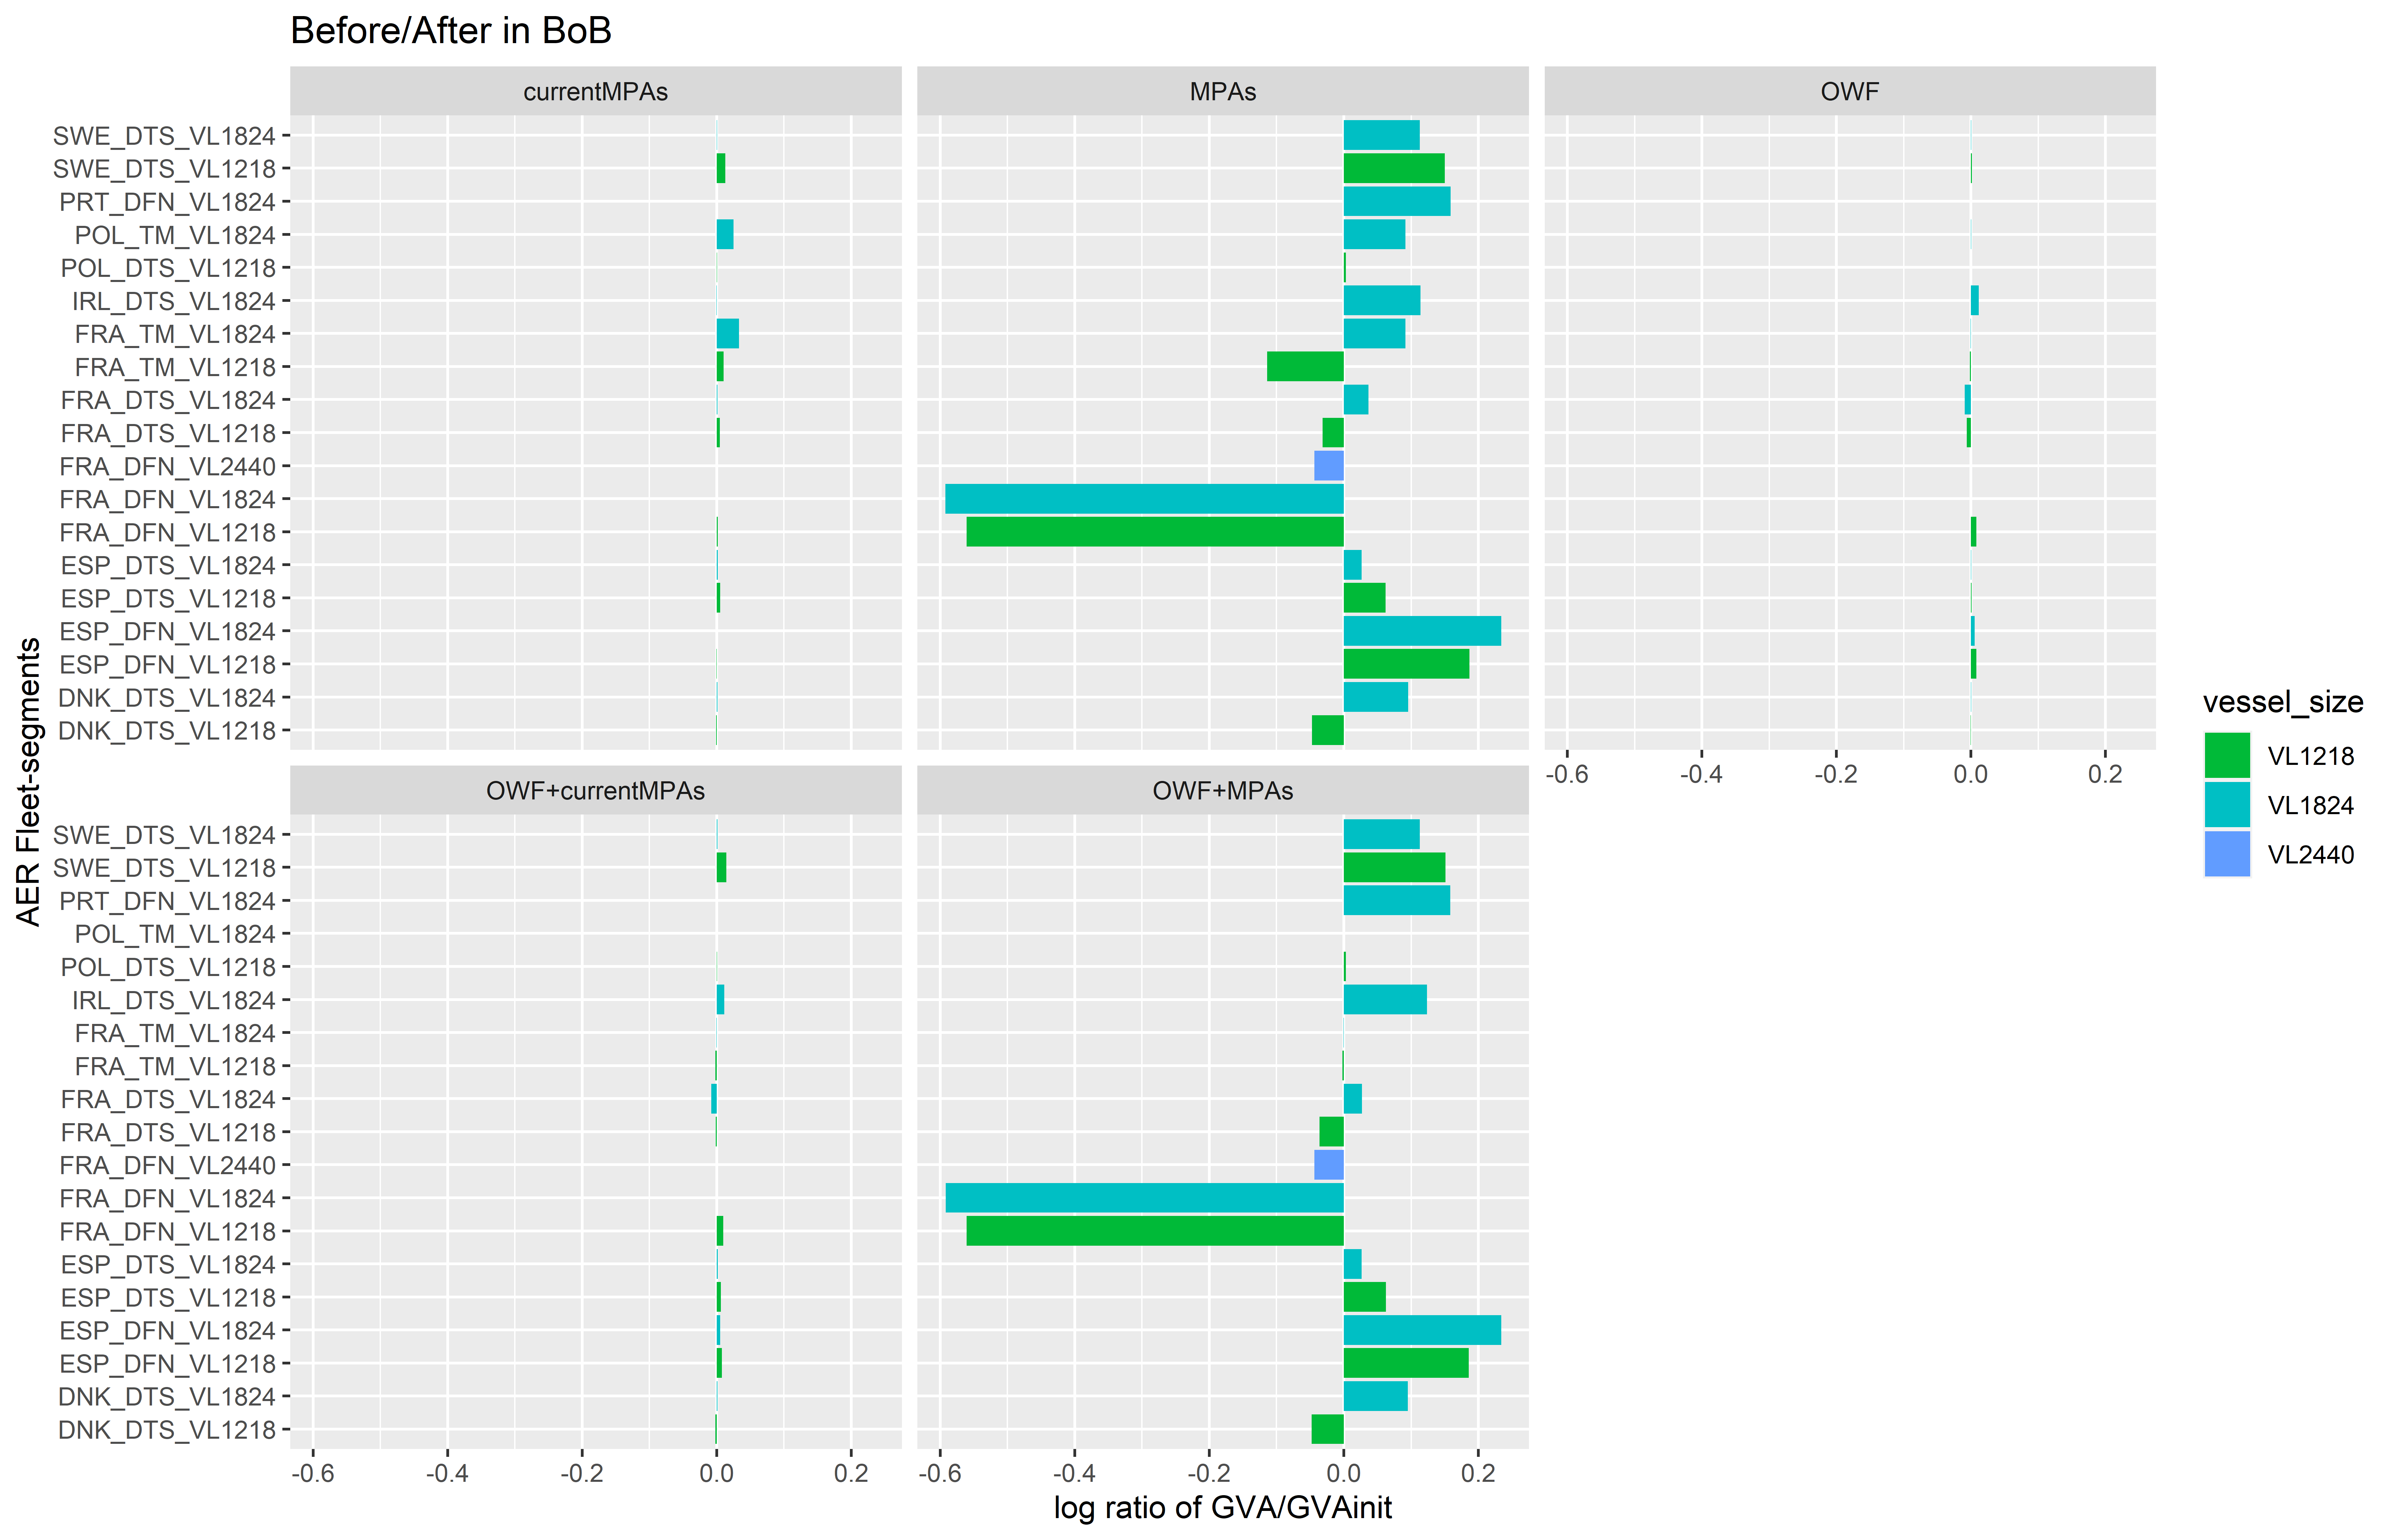 Before/After in BoB
currentMPAs
MPAs
OWF
SWE_DTS_VL1824
SWE_DTS_VL1218
PRT_DFN_VL1824
POL_TM_VL1824
POL_DTS_VL1218
IRL_DTS_VL1824
FRA_TM_VL1824
FRA_TM_VL1218
FRA_DTS_VL1824
FRA_DTS_VL1218
FRA_DFN_VL2440
FRA_DFN_VL1824
FRA_DFN_VL1218
ESP_DTS_VL1824
ESP_DTS_VL1218
ESP_DFN_VL1824
ESP_DFN_VL1218
DNK_DTS_VL1824
DNK_DTS_VL1218
-0.6 -0.4 -0.2 0.0 0.2
OWF+currentMPAs
OWF+MPAs
SWE_DTS_VL1824
SWE_DTS_VL1218
PRT_DFN_VL1824
POL_TM_VL1824
POL_DTS_VL1218
IRL_DTS_VL1824
FRA_TM_VL1824
FRA_TM_VL1218
FRA_DTS_VL1824
FRA_DTS_VL1218
FRA_DFN_VL2440
FRA_DFN_VL1824
FRA_DFN_VL1218
ESP_DTS_VL1824
ESP_DTS_VL1218
ESP_DFN_VL1824
ESP_DFN_VL1218
DNK_DTS_VL1824
DNK_DTS_VL1218
-0.6 -0.4 -0.2 0.0 0.2
-0.6 -0.4 -0.2 0.0 0.2
log ratio of GVA/GVAinit
AER Fleet-segments
vessel_size
VL1218
VL1824
VL2440